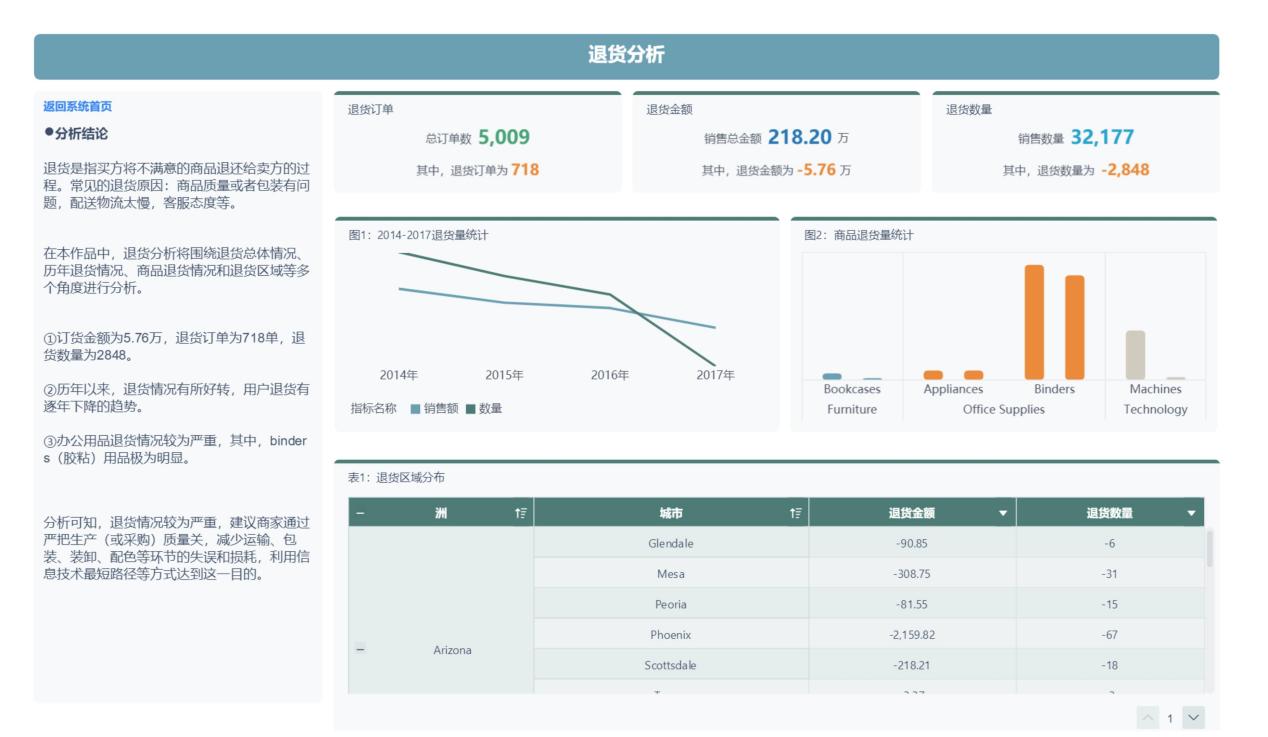 退货分析
返回系统首页
●分析结论
退货是指买方将不满意的商品退还给卖方的过
程。常见的退货原因：商品质量或者包装有问
题，配送物流太慢，客服态度等。
在本作品中，退货分析将围绕退货总体情况、
历年退货情况、商品退货情况和退货区域等多
个角度进行分析。
①订货金额为5.76万，退货订单为718单，退
货数量为2848。
②历年以来，退货情况有所好转，用户退货有
逐年下降的趋势。
③办公用品退货情况较为严重，其中，binder
s（胶粘）用品极为明显。
分析可知，退货情况较为严重，建议商家通过
严把生产（或采购）质量关，减少运输、包
装、装卸、配色等环节的失误和损耗，利用信
息技术最短路径等方式达到这一目的。
退货订单
总订单数 5,009
其中，退货订单为 718
退货金额
销售总金额 218.20 万
其中，退货金额为 -5.76 万
退货数量
销售数量 32,177
其中，退货数量为 -2,848
图1：2014-2017退货量统计
2014年 2015年 2016年 2017年
指标名称 销售额 数量
图2：商品退货量统计
Bookcases Appliances Binders Machines
Furniture Office Supplies Technology
表1：退货区域分布
洲 城市 退货金额 退货数量
Glendale -90.85 -6
Mesa -308.75 -31
Peoria -81.55 -15
Phoenix -2,159.82 -67
Arizona
Scottsdale -218.21 -18
1